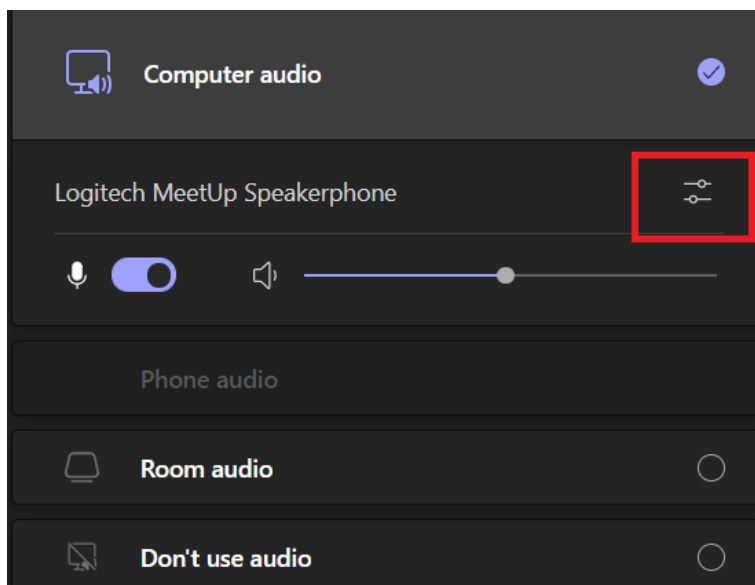 Computer audio
Logitech MeetUp Speakerphone
Phone audio
Room audio
Don't use audio